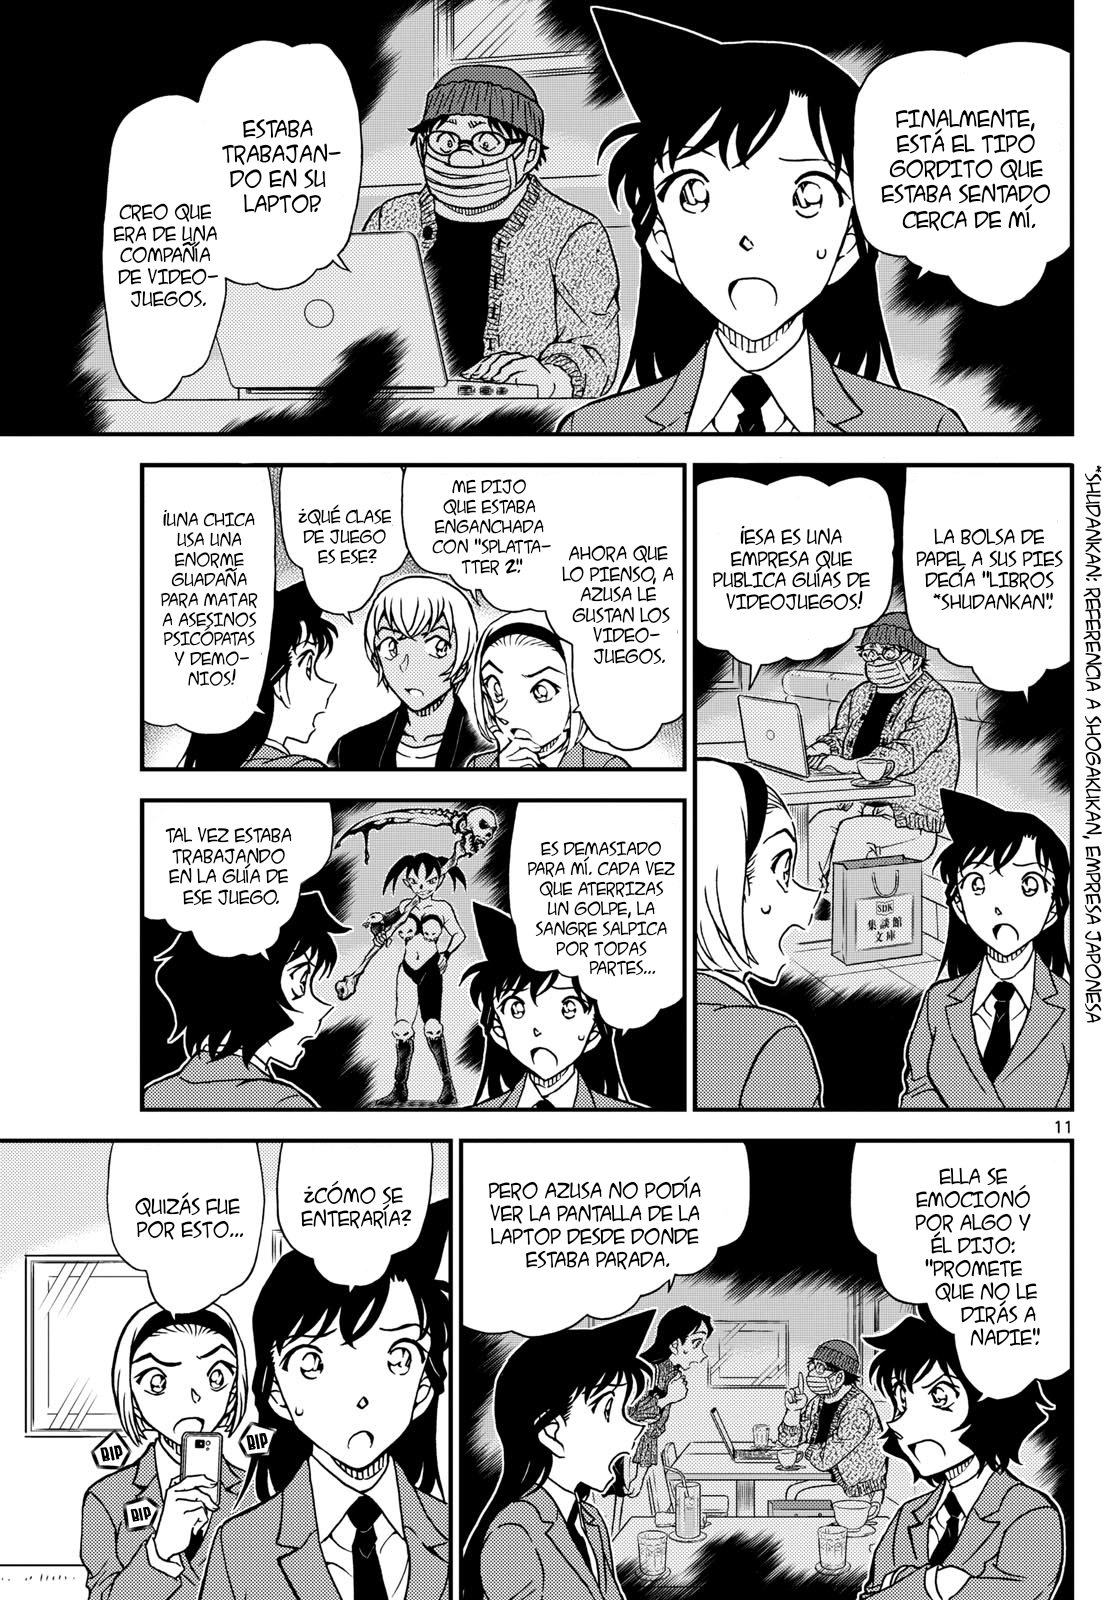 FINALMENTE,
ESTÁ EL TIPO
GORDITO QUE
ESTABA SENTADO
CERCA DE MÍ.
ESTABA
TRABAJAN-
DO EN SU
LAPTOP.
CREO QUE
ERA DE UNA
COMPAÑÍA
DE VIDEO-
JUEGOS.
LA BOLSA DE
PAPEL A SUS PIES
DECÍA "LIBROS
*SHUDANKAN".
¡ESA ES UNA
EMPRESA QUE
PUBLICA GUÍAS DE
VIDEOJUEGOS!
SDK
集談館
文庫
*SHUDANKAN: REFERENCIA A SHOGAKUKAN, EMPRESA JAPONESA
AHORA QUE
LO PIENSO, A
AZUSA LE
GUSTAN LOS
VIDEO-
JUEGOS.
ME DIJO
QUE ESTABA
ENGANCHADA
CON "SPLATTA-
TTER 2".
¿QUÉ CLASE
DE JUEGO
ES ESE?
¡UNA CHICA
USA UNA
ENORME
GUADAÑA
PARA MATAR
A ASESINOS
PSICÓPATAS
Y DEMO-
NIOS!
ES DEMASIADO
PARA MÍ. CADA VEZ
QUE ATERRIZAS
UN GOLPE, LA
SANGRE SALPICA
POR TODAS
PARTES...
TAL VEZ ESTABA
TRABAJANDO
EN LA GUÍA DE
ESE JUEGO.
11
ELLA SE
EMOCIONÓ
POR ALGO Y
ÉL DIJO:
"PROMETE
QUE NO LE
DIRÁS A
NADIE".
PERO AZUSA NO PODÍA
VER LA PANTALLA DE LA
LAPTOP DESDE DONDE
ESTABA PARADA.
¿CÓMO SE
ENTERARÍA?
QUIZÁS FUE
POR ESTO...
BIP
BIP
BIP